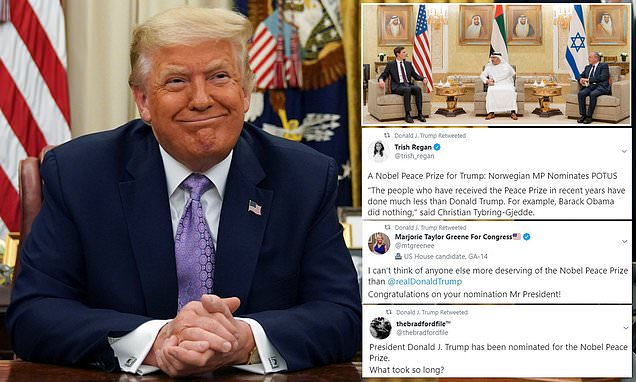 Donald J. Trump Retweeted
Trish Regan
@trish_regan
A Nobel Peace Prize for Trump: Norwegian MP Nominates POTUS
“The people who have received the Peace Prize in recent years have
done much less than Donald Trump. For example, Barack Obama
did nothing,” said Christian Tybring-Gjedde.
Donald J. Trump Retweeted
Marjorie Taylor Greene For Congress🇺🇸
@mtgreenee
US House candidate, GA-14
I can't think of anyone else more deserving of the Nobel Peace Prize
than @realDonaldTrump
Congratulations on your nomination Mr President!
Donald J. Trump Retweeted
thebradfordfile™
@thebradfordfile
President Donald J. Trump has been nominated for the Nobel Peace
Prize.
What took so long?